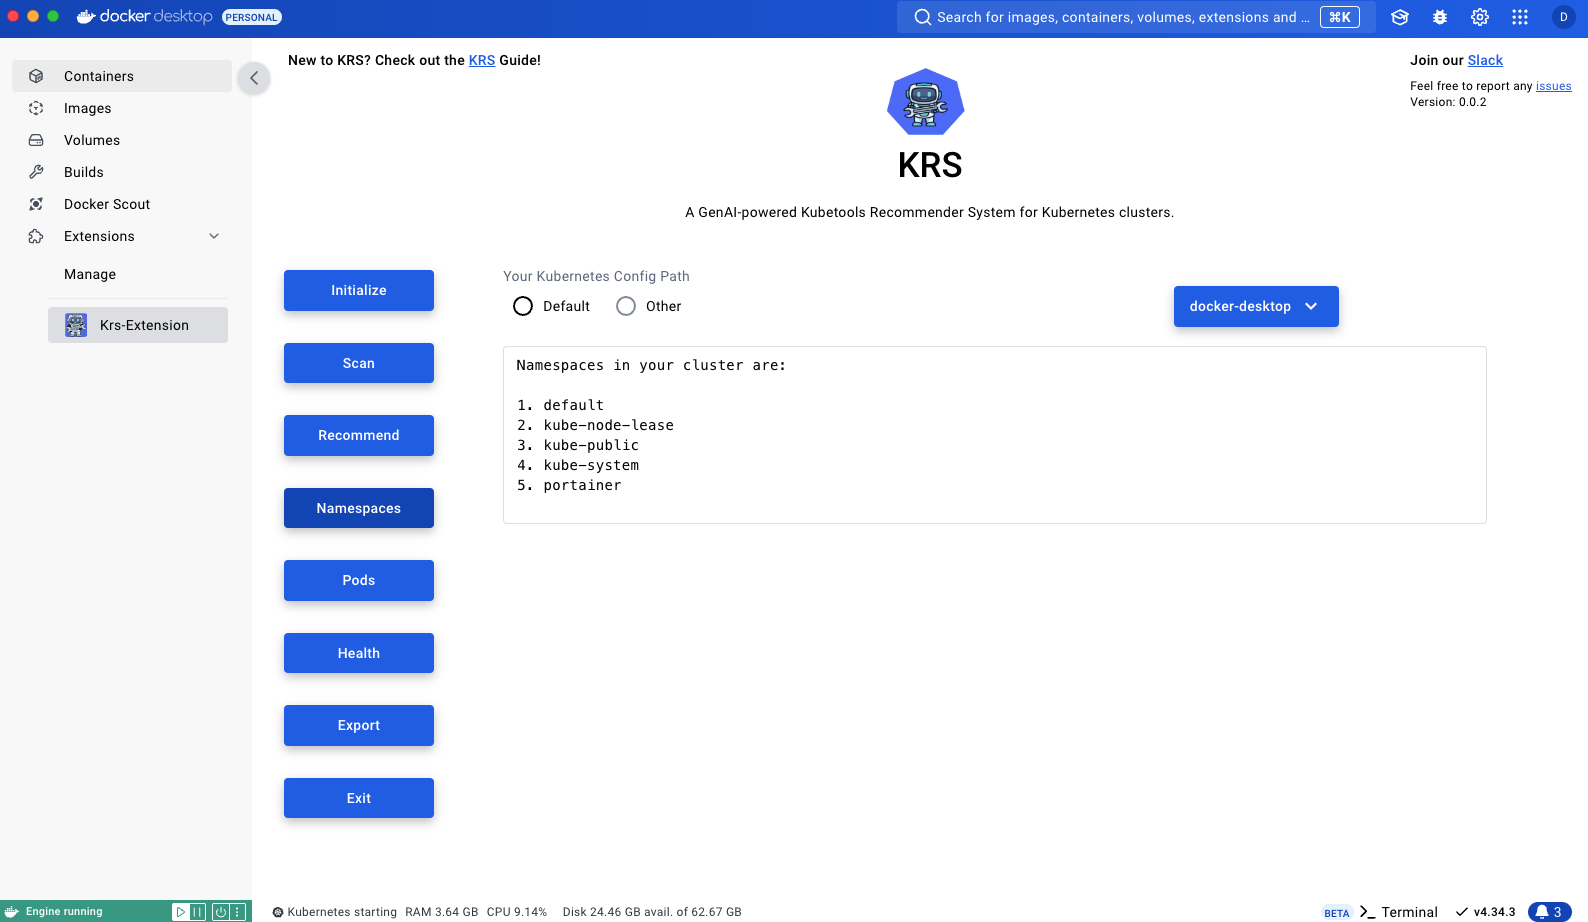 docker desktop PERSONAL
Search for images, containers, volumes, extensions and ... ⌘K
D
Containers
Images
Volumes
Builds
Docker Scout
Extensions
Manage
Krs-Extension
New to KRS? Check out the KRS Guide!
Join our Slack
Feel free to report any issues
Version: 0.0.2
KRS
A GenAI-powered Kubetools Recommender System for Kubernetes clusters.
Initialize
Scan
Recommend
Namespaces
Pods
Health
Export
Exit
Your Kubernetes Config Path
Default
Other
docker-desktop
Namespaces in your cluster are:
1. default
2. kube-node-lease
3. kube-public
4. kube-system
5. portainer
Engine running
Kubernetes starting RAM 3.64 GB CPU 9.14% Disk 24.46 GB avail. of 62.67 GB
BETA >_ Terminal
v4.34.3
3